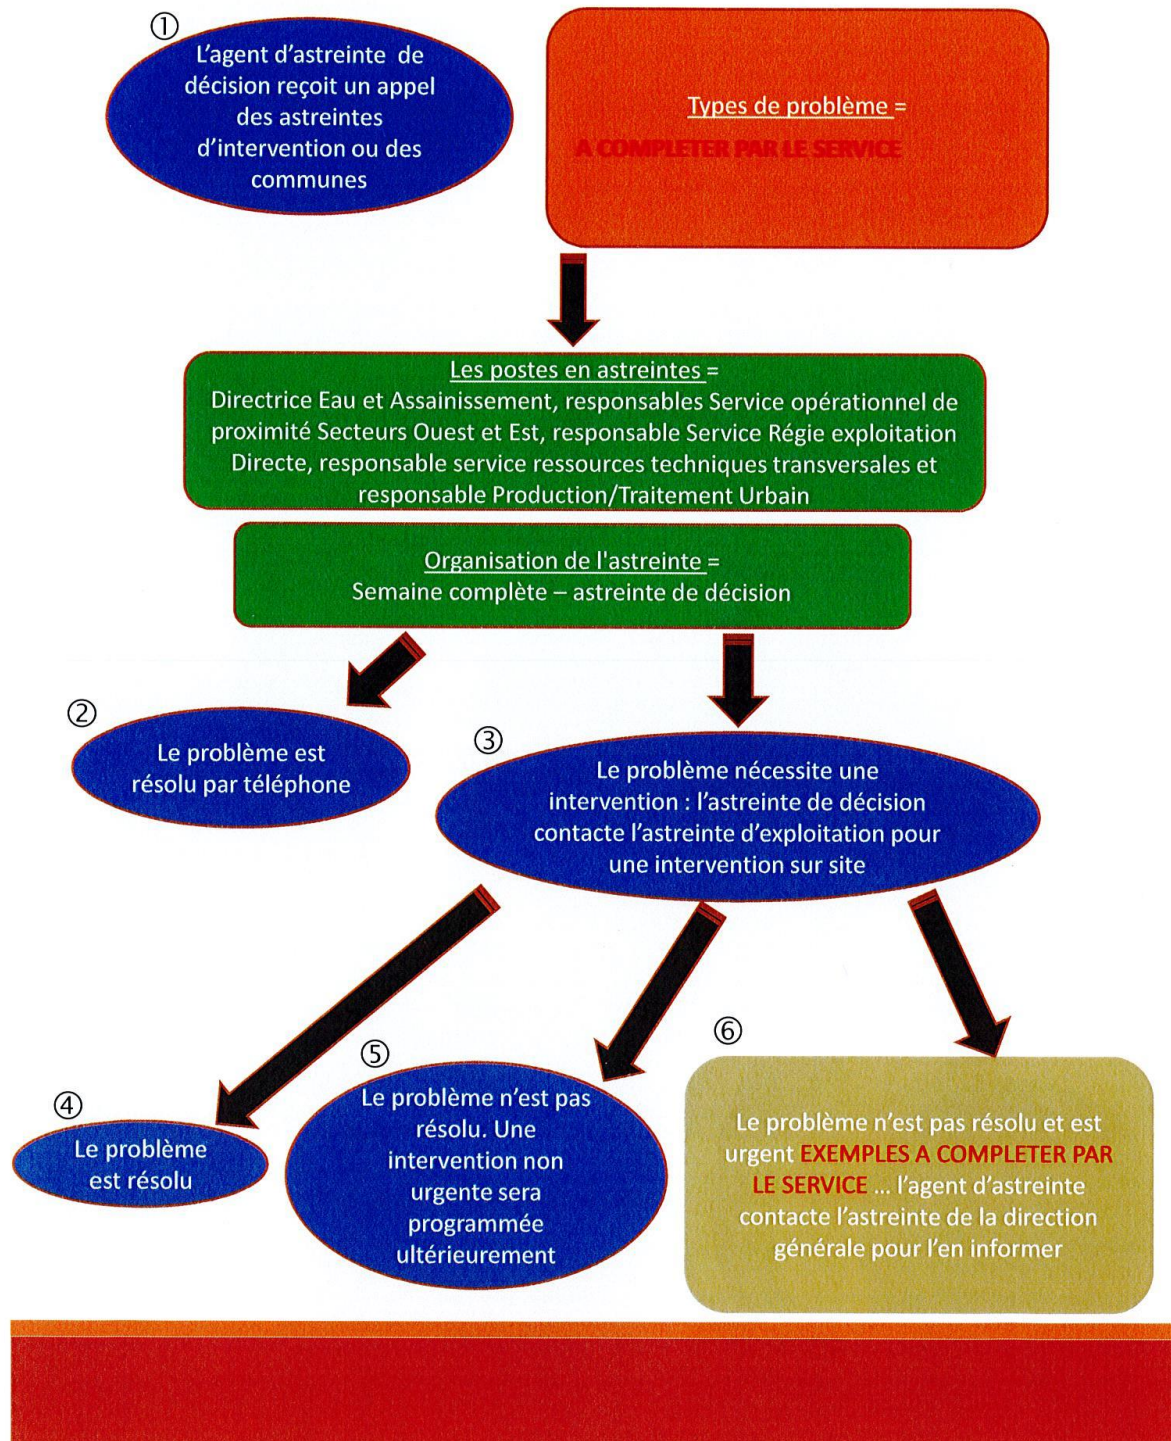 ①
L'agent d'astreinte de
décision reçoit un appel
des astreintes
d'intervention ou des
communes
Types de problème =
A COMPLETER PAR LE SERVICE
Les postes en astreintes =
Directrice Eau et Assainissement, responsables Service opérationnel de
proximité Secteurs Ouest et Est, responsable Service Régie exploitation
Directe, responsable service ressources techniques transversales et
responsable Production/Traitement Urbain
Organisation de l'astreinte =
Semaine complète – astreinte de décision
②
Le problème est
résolu par téléphone
③
Le problème nécessite une
intervention : l'astreinte de décision
contacte l'astreinte d'exploitation pour
une intervention sur site
④
Le problème
est résolu
⑤
Le problème n'est pas
résolu. Une
intervention non
urgente sera
programmée
ultérieurement
⑥
Le problème n'est pas résolu et est
urgent EXEMPLES A COMPLETER PAR
LE SERVICE ... l'agent d'astreinte
contacte l'astreinte de la direction
générale pour l'en informer